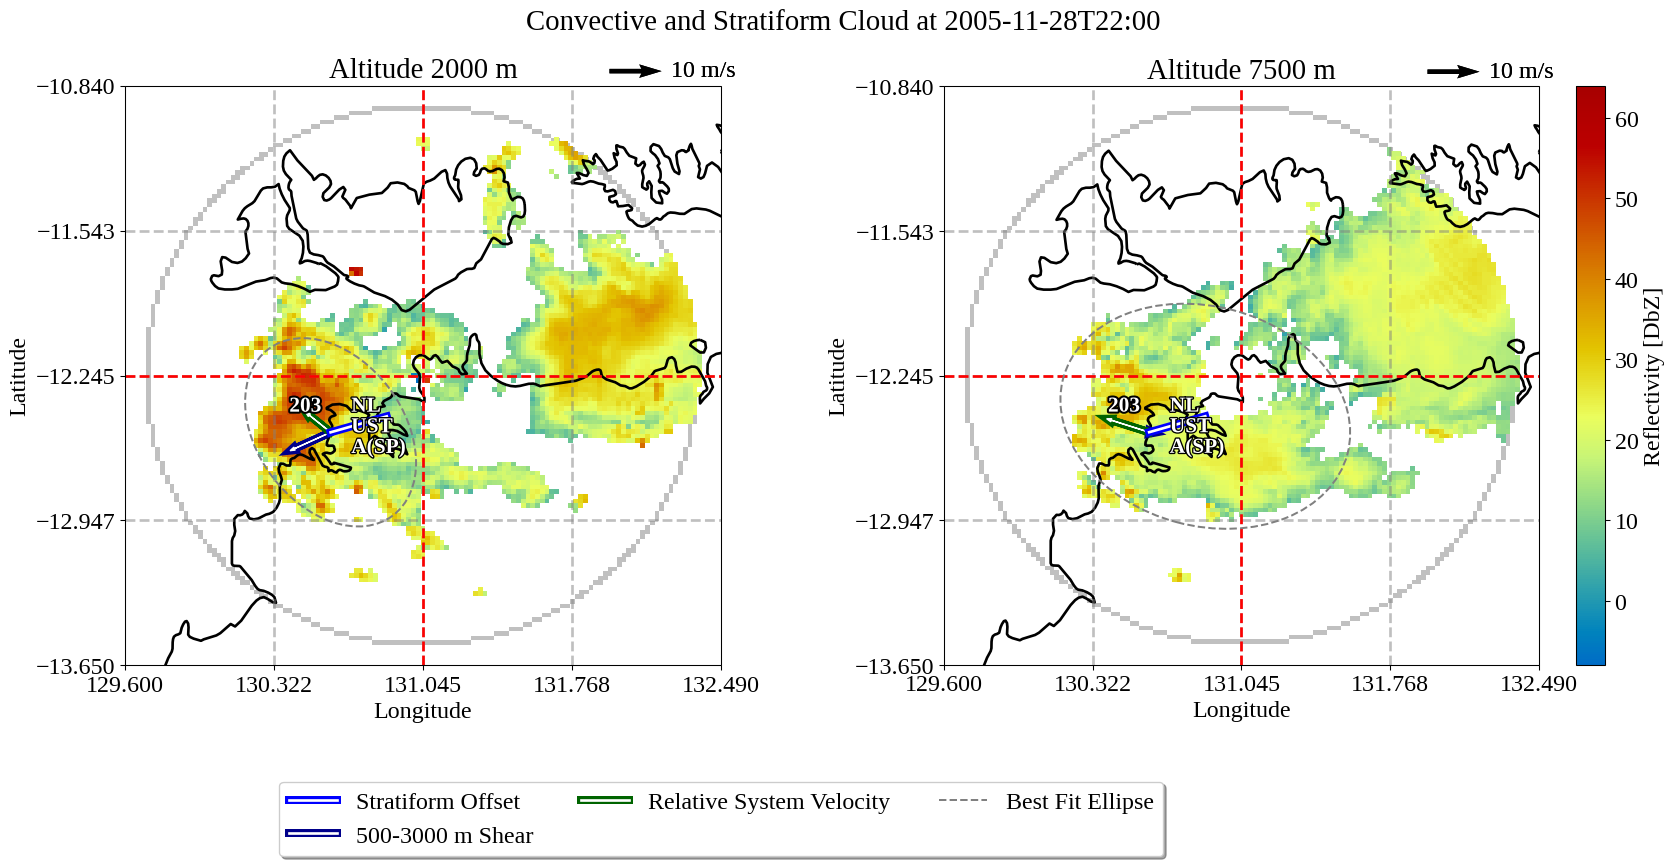 Convective and Stratiform Cloud at 2005-11-28T22:00
Altitude 2000 m
10 m/s
Altitude 7500 m
10 m/s
−10.840
−11.543
−12.245
−12.947
−13.650
Latitude
129.600
130.322
131.045
131.768
132.490
Longitude
203
NL
UST
A(SP)
−10.840
−11.543
−12.245
−12.947
−13.650
Latitude
129.600
130.322
131.045
131.768
132.490
Longitude
203
NL
UST
A(SP)
60
50
40
30
20
10
0
Reflectivity [DbZ]
Stratiform Offset
Relative System Velocity
Best Fit Ellipse
500-3000 m Shear